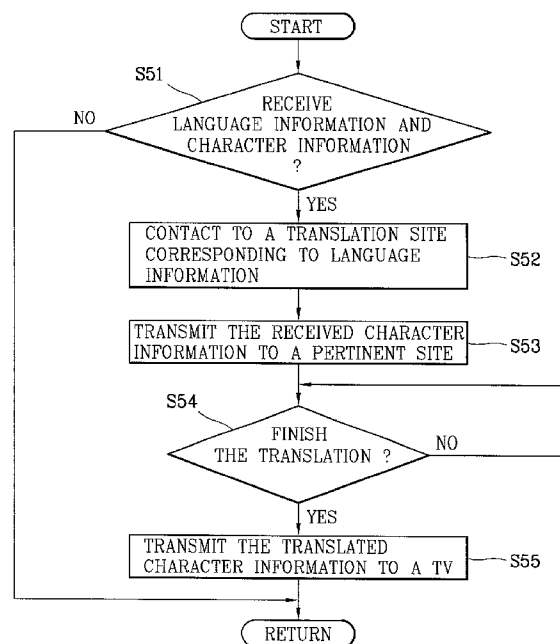 START
S51
RECEIVE
LANGUAGE INFORMATION AND
CHARACTER INFORMATION
?
NO
YES
CONTACT TO A TRANSLATION SITE
CORRESPONDING TO LANGUAGE
INFORMATION
S52
TRANSMIT THE RECEIVED CHARACTER
INFORMATION TO A PERTINENT SITE
S53
S54
FINISH
THE TRANSLATION ?
NO
YES
TRANSMIT THE TRANSLATED
CHARACTER INFORMATION TO A TV
S55
RETURN